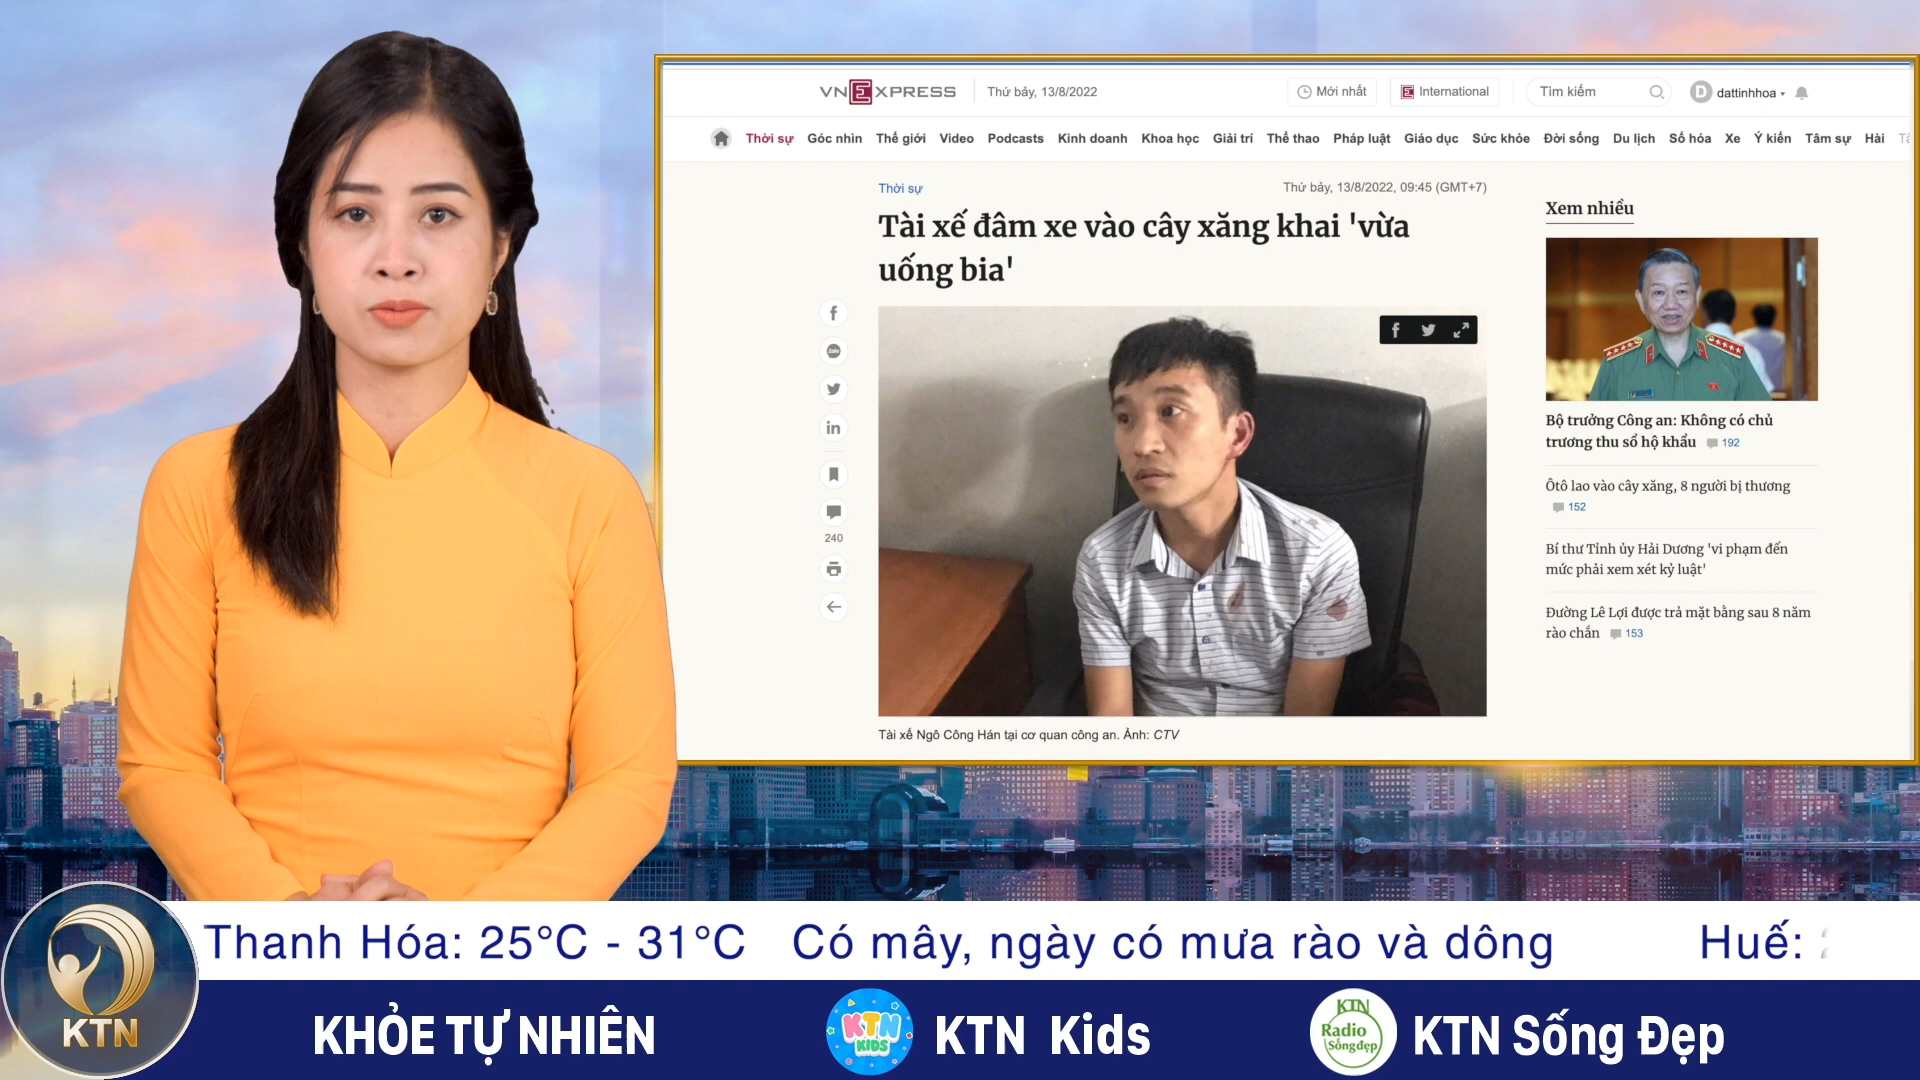 VNEXPRESS
Thứ bảy, 13/8/2022
Mới nhất
E International
Tìm kiếm
D dattinhhoa
Thời sự Góc nhìn Thế giới Video Podcasts Kinh doanh Khoa học Giải trí Thể thao Pháp luật Giáo dục Sức khỏe Đời sống Du lịch Số hóa Xe Ý kiến Tâm sự Hài
Thời sự
Thứ bảy, 13/8/2022, 09:45 (GMT+7)
Tài xế đâm xe vào cây xăng khai 'vừa
uống bia'
Zalo
240
Tài xế Ngô Công Hán tại cơ quan công an. Ảnh: CTV
Xem nhiều
Bộ trưởng Công an: Không có chủ
trương thu sổ hộ khẩu 192
Ôtô lao vào cây xăng, 8 người bị thương
152
Bí thư Tỉnh ủy Hải Dương 'vi phạm đến
mức phải xem xét kỷ luật'
Đường Lê Lợi được trả mặt bằng sau 8 năm
rào chắn 153
Thanh Hóa: 25°C - 31°C Có mây, ngày có mưa rào và dông Huế:
KTN
KHỎE TỰ NHIÊN
KTN
KIDS
KTN Kids
KTN
Radio
Sống đẹp
KTN Sống Đẹp